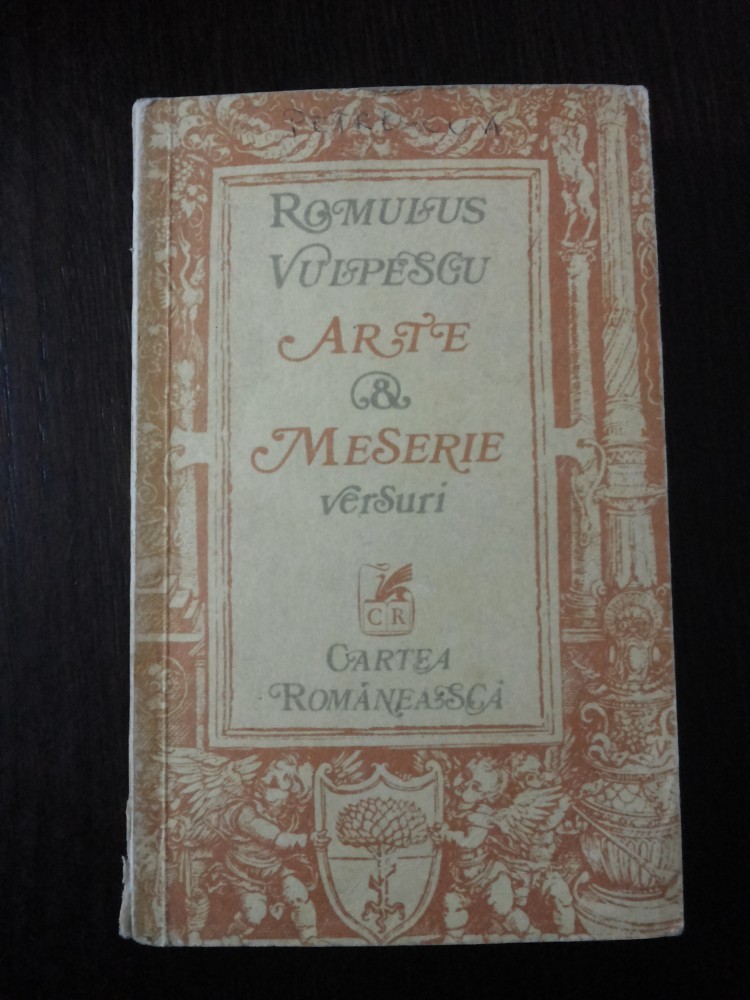 ROMULUS
VULPESCU
ARTE
&
MESERIE
versuri
CR
CARTEA
ROMÂNEASCĂ